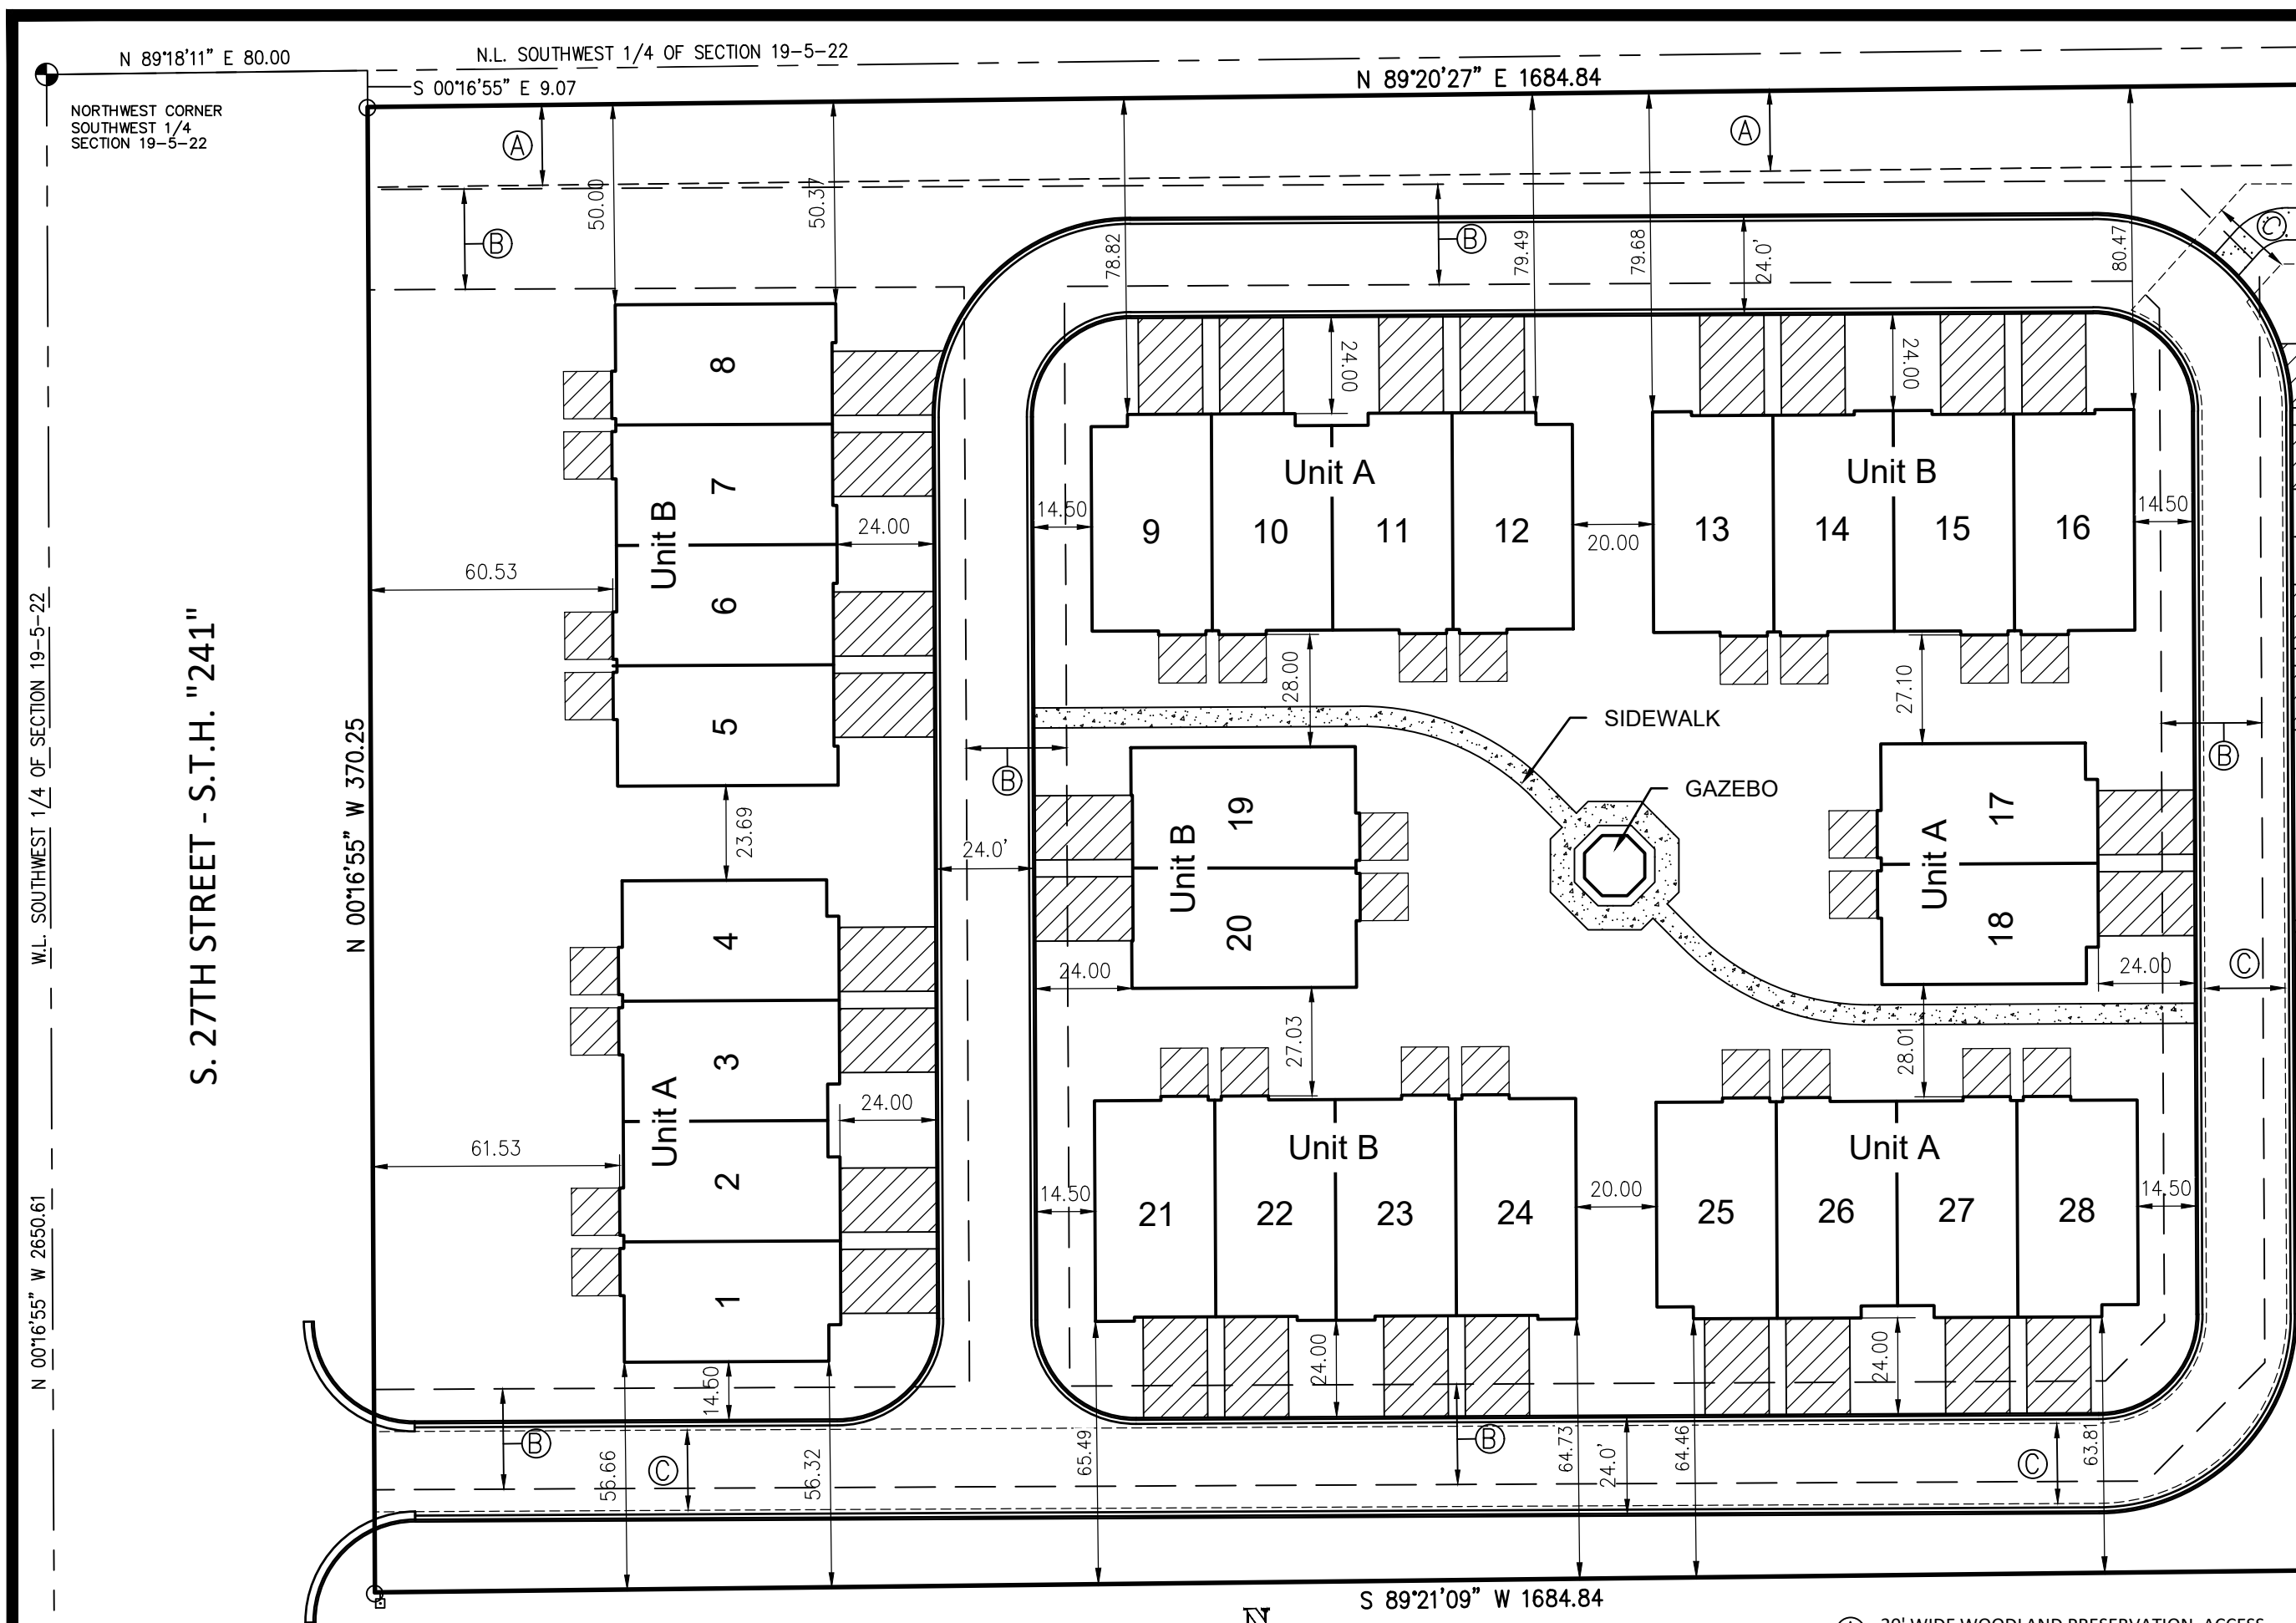 N 89°18'11" E 80.00
N.L. SOUTHWEST 1/4 OF SECTION 19-5-22
S 00°16'55" E 9.07
N 89°20'27" E 1684.84
NORTHWEST CORNER
SOUTHWEST 1/4
SECTION 19-5-22
A
A
50.00
50.37
78.82
79.49
79.68
80.47
B
B
C
24.0'
24.00
24.00
8
7
6
5
Unit B
24.00
60.53
14.50
Unit A
9
10
11
12
20.00
Unit B
13
14
15
16
14.50
W.L. SOUTHWEST 1/4 OF SECTION 19-5-22
S. 27TH STREET - S.T.H. "241"
N 00°16'55" W 370.25
28.00
27.10
SIDEWALK
GAZEBO
B
B
23.69
24.0'
Unit B
19
20
24.00
Unit A
17
18
24.00
C
4
3
2
1
Unit A
24.00
61.53
27.03
28.01
14.50
Unit B
21
22
23
24
20.00
Unit A
25
26
27
28
14.50
N 00°16'55" W 2650.61
14.50
24.00
24.00
B
C
B
C
56.66
56.32
65.49
64.73
24.0'
64.46
63.81
S 89°21'09" W 1684.84
N
20' WIDE WOODLAND PRESERVATION, ACCESS